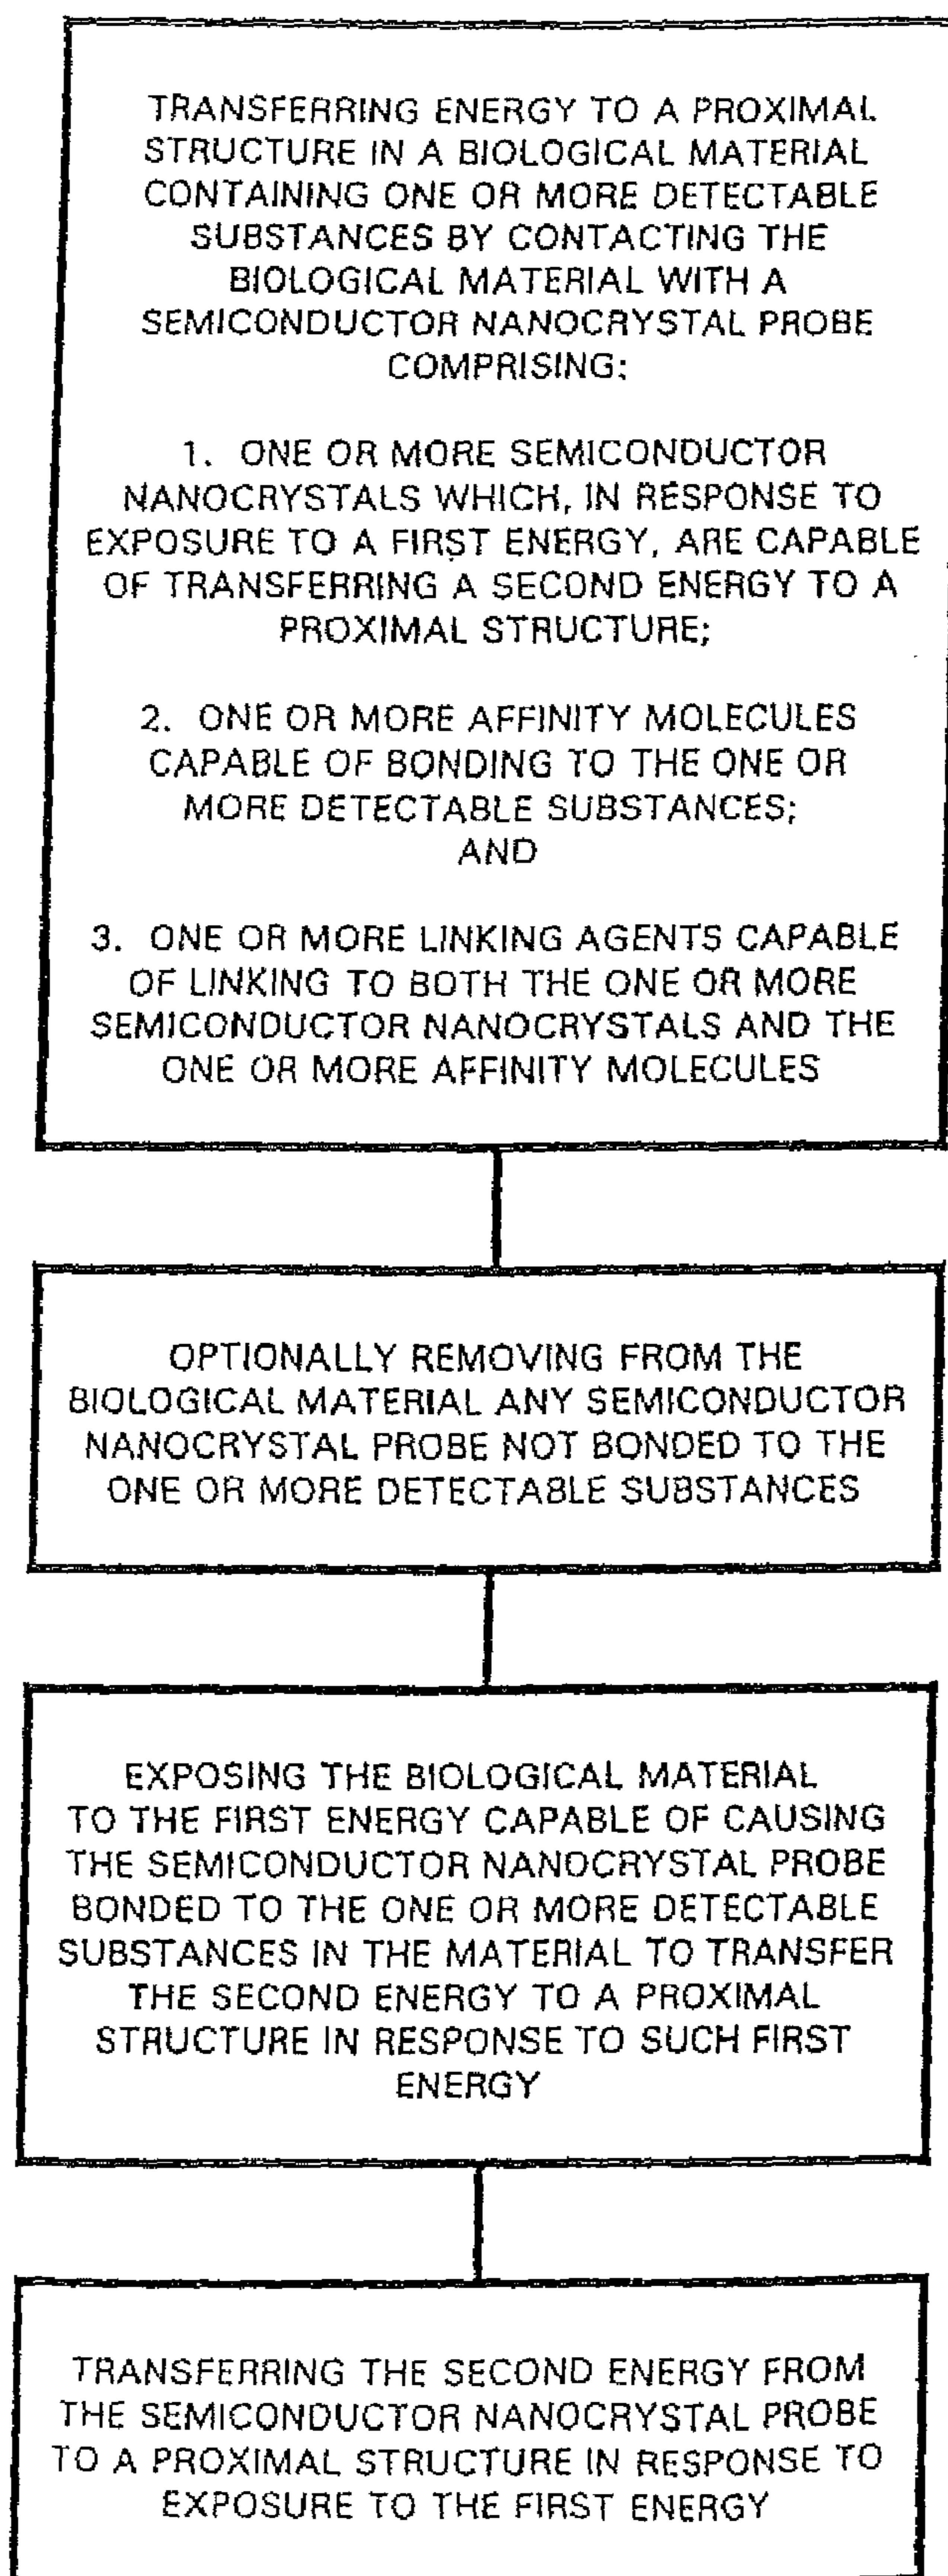 TRANSFERRING ENERGY TO A PROXIMAL
STRUCTURE IN A BIOLOGICAL MATERIAL
CONTAINING ONE OR MORE DETECTABLE
SUBSTANCES BY CONTACTING THE
BIOLOGICAL MATERIAL WITH A
SEMICONDUCTOR NANOCRYSTAL PROBE
COMPRISING:
1. ONE OR MORE SEMICONDUCTOR
NANOCRYSTALS WHICH, IN RESPONSE TO
EXPOSURE TO A FIRST ENERGY, ARE CAPABLE
OF TRANSFERRING A SECOND ENERGY TO A
PROXIMAL STRUCTURE;
2. ONE OR MORE AFFINITY MOLECULES
CAPABLE OF BONDING TO THE ONE OR
MORE DETECTABLE SUBSTANCES;
AND
3. ONE OR MORE LINKING AGENTS CAPABLE
OF LINKING TO BOTH THE ONE OR MORE
SEMICONDUCTOR NANOCRYSTALS AND THE
ONE OR MORE AFFINITY MOLECULES
OPTIONALLY REMOVING FROM THE
BIOLOGICAL MATERIAL ANY SEMICONDUCTOR
NANOCRYSTAL PROBE NOT BONDED TO THE
ONE OR MORE DETECTABLE SUBSTANCES
EXPOSING THE BIOLOGICAL MATERIAL
TO THE FIRST ENERGY CAPABLE OF CAUSING
THE SEMICONDUCTOR NANOCRYSTAL PROBE
BONDED TO THE ONE OR MORE DETECTABLE
SUBSTANCES IN THE MATERIAL TO TRANSFER
THE SECOND ENERGY TO A PROXIMAL
STRUCTURE IN RESPONSE TO SUCH FIRST
ENERGY
TRANSFERRING THE SECOND ENERGY FROM
THE SEMICONDUCTOR NANOCRYSTAL PROBE
TO A PROXIMAL STRUCTURE IN RESPONSE TO
EXPOSURE TO THE FIRST ENERGY